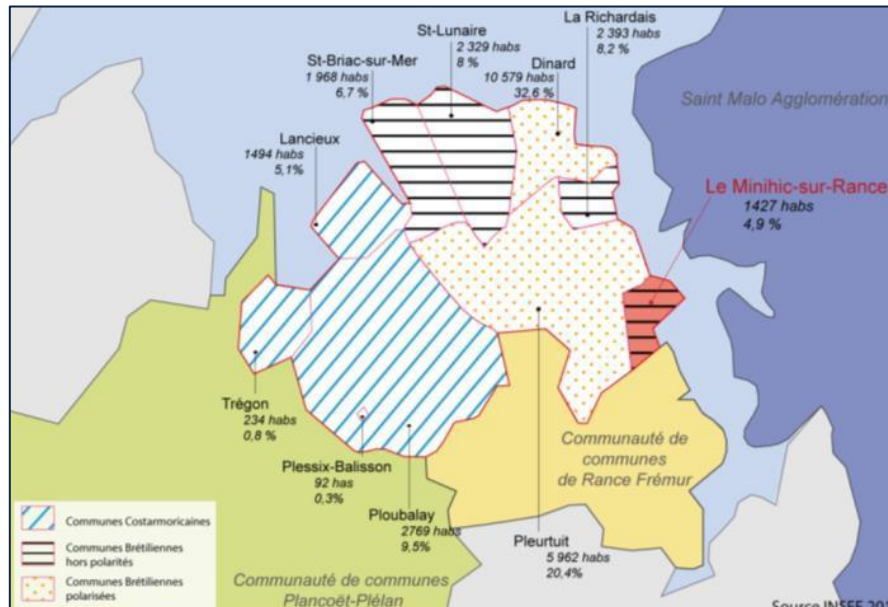 La Richardais
2 393 habs
8,2 %
St-Lunaire
2 329 habs
8 %
Dinard
10 579 habs
32,6 %
St-Briac-sur-Mer
1 968 habs
6,7 %
Saint Malo Agglomération
Lancieux
1494 habs
5,1%
Le Minihic-sur-Rance
1427 habs
4,9 %
Trégon
234 habs
0,8 %
Plessix-Balisson
92 has
0,3%
Ploubalay
2769 habs
9,5%
Pleurtuit
5 962 habs
20,4%
Communauté de
communes
de Rance Frémur
Communes Costarmoricaines
Communes Brétiliennes
hors polarités
Communes Brétiliennes
polarisées
Communauté de communes
Plancoët-Plélan
Source INSEE 20